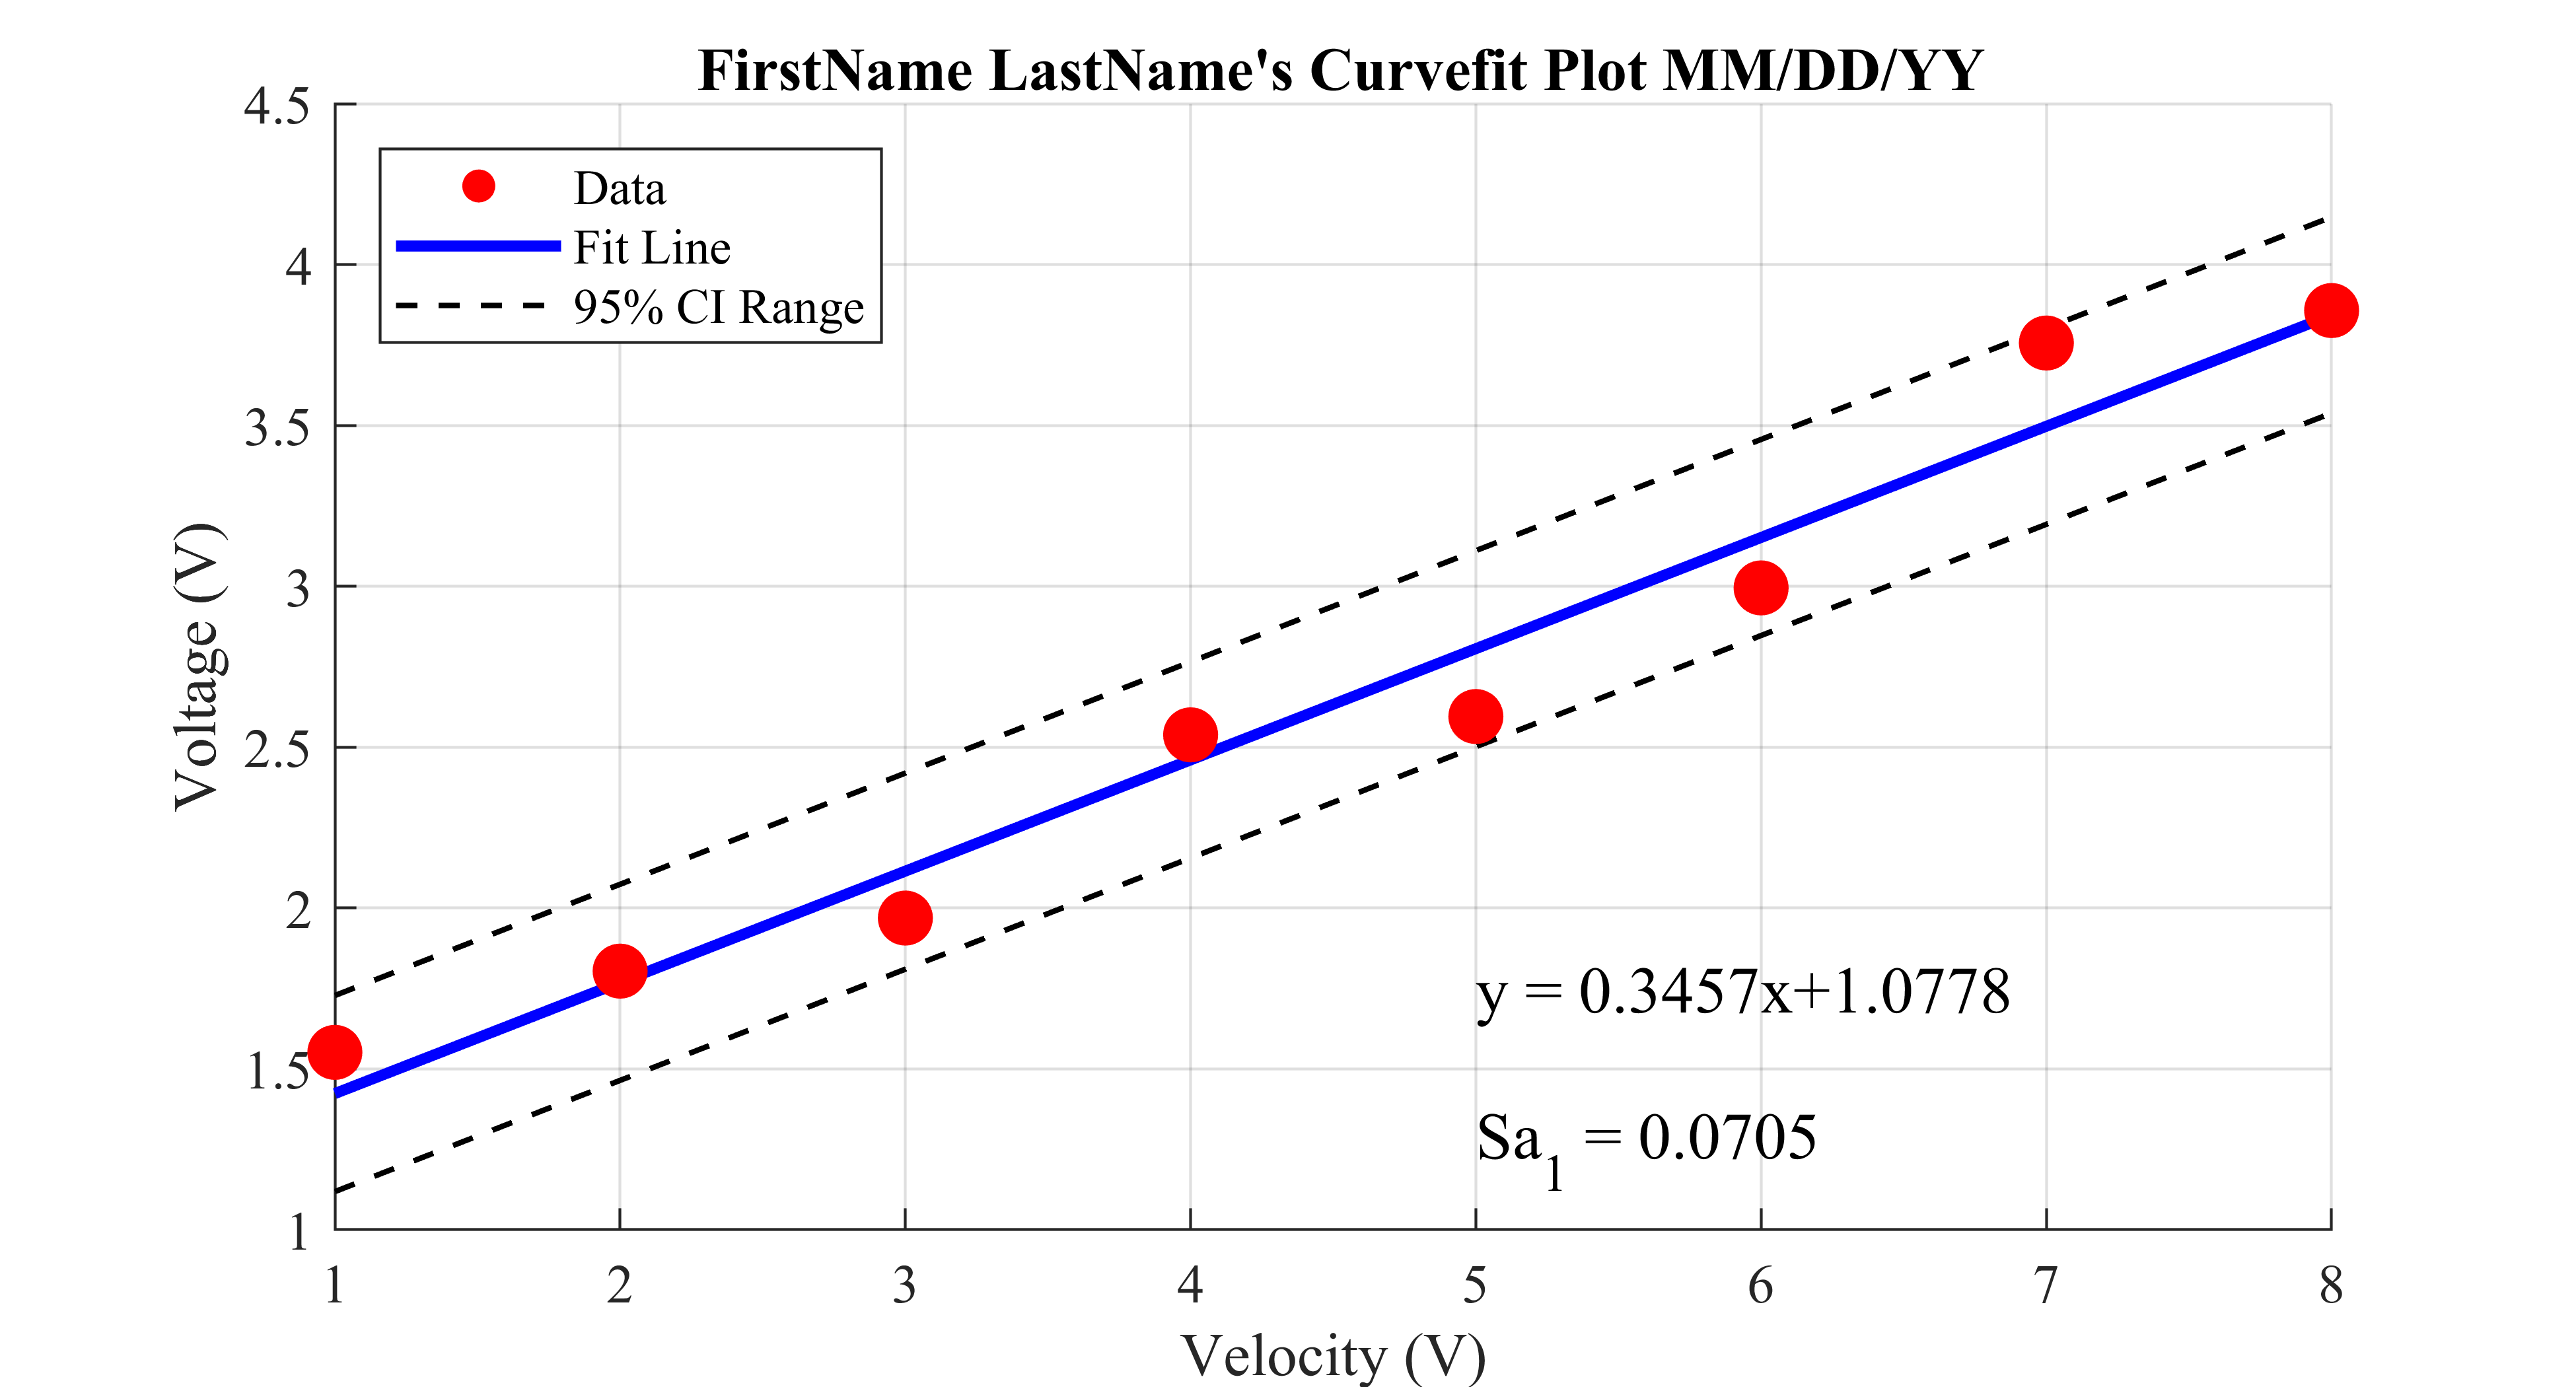 FirstName LastName's Curvefit Plot MM/DD/YY
4.5
4
3.5
3
2.5
2
1.5
1
Voltage (V)
Data
Fit Line
95% CI Range
y = 0.3457x+1.0778
Sa1 = 0.0705
1 2 3 4 5 6 7 8
Velocity (V)